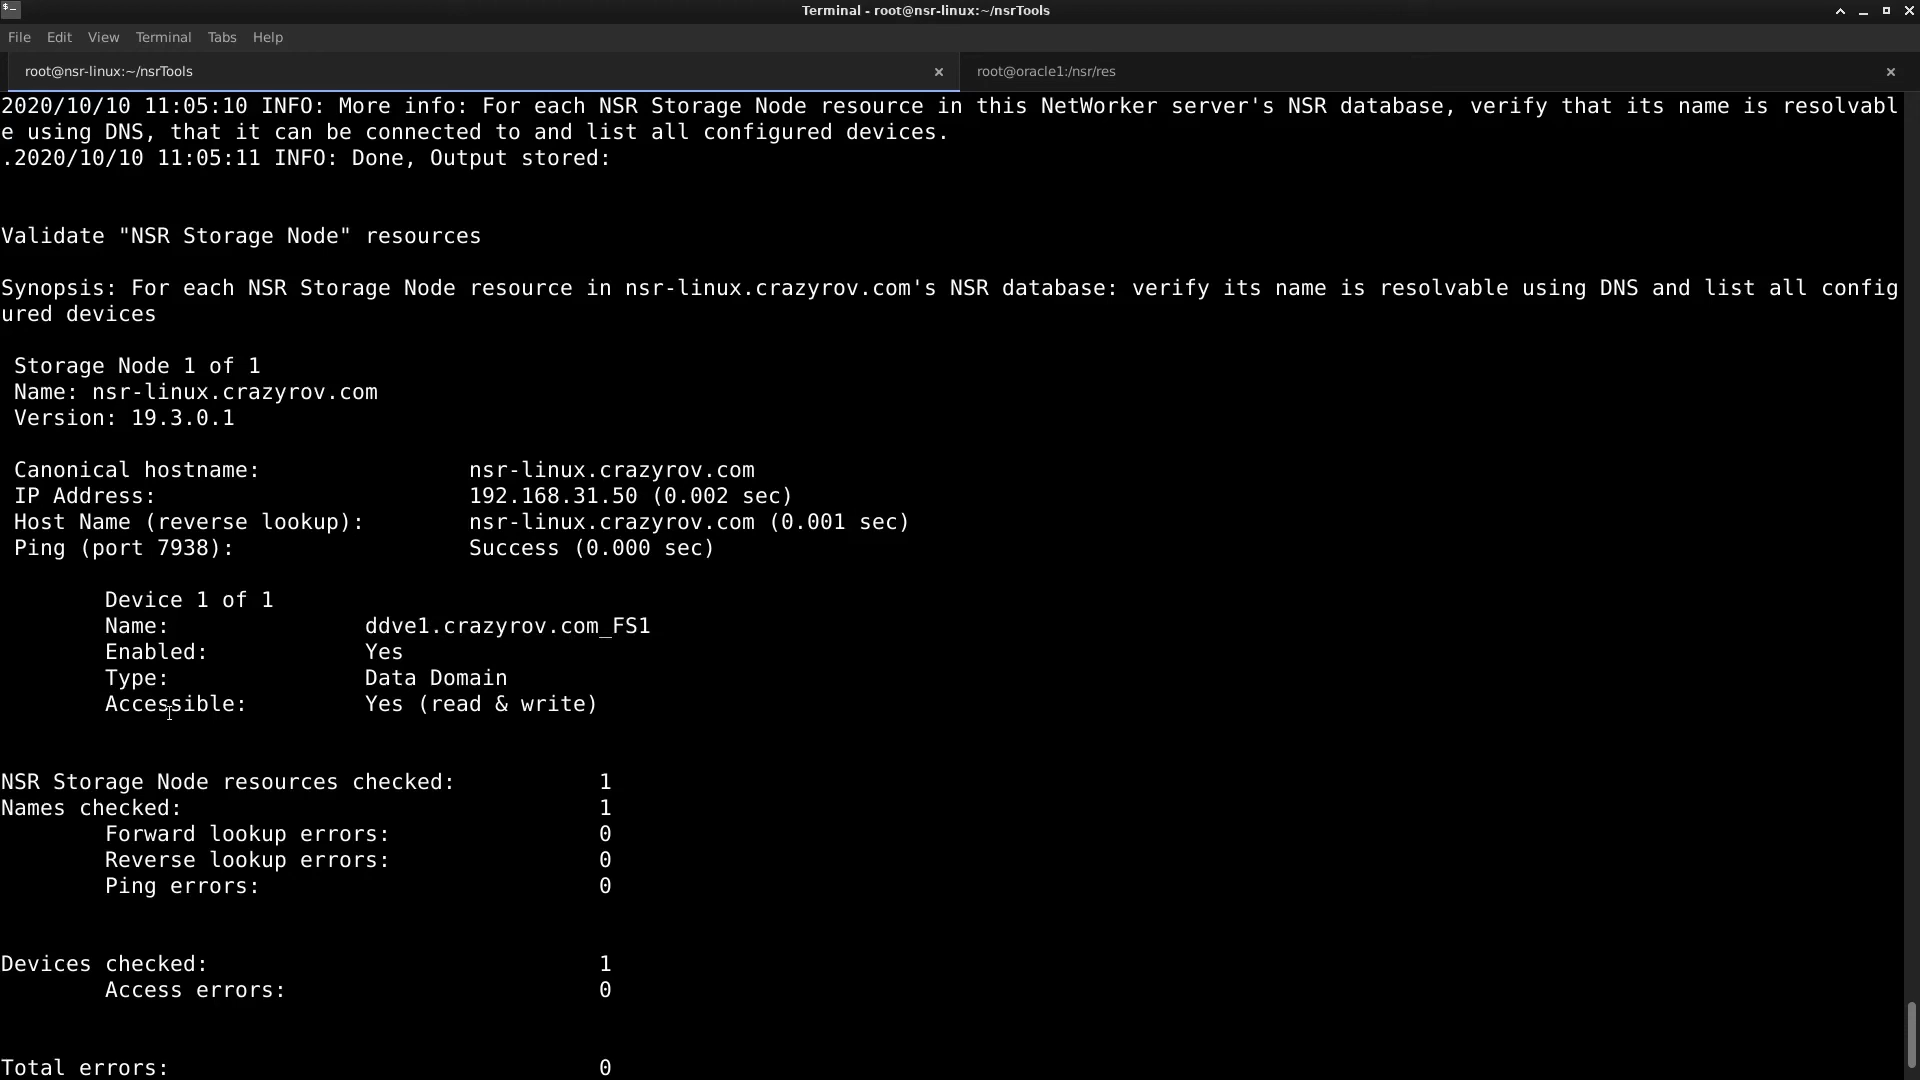 Terminal - root@nsr-linux:~/nsrTools
File Edit View Terminal Tabs Help
root@nsr-linux:~/nsrTools root@oracle1:/nsr/res
2020/10/10 11:05:10 INFO: More info: For each NSR Storage Node resource in this NetWorker server's NSR database, verify that its name is resolvabl
e using DNS, that it can be connected to and list all configured devices.
.2020/10/10 11:05:11 INFO: Done, Output stored:
Validate "NSR Storage Node" resources
Synopsis: For each NSR Storage Node resource in nsr-linux.crazyrov.com's NSR database: verify its name is resolvable using DNS and list all config
ured devices
Storage Node 1 of 1
Name: nsr-linux.crazyrov.com
Version: 19.3.0.1
Canonical hostname: nsr-linux.crazyrov.com
IP Address: 192.168.31.50 (0.002 sec)
Host Name (reverse lookup): nsr-linux.crazyrov.com (0.001 sec)
Ping (port 7938): Success (0.000 sec)
Device 1 of 1
Name: ddve1.crazyrov.com_FS1
Enabled: Yes
Type: Data Domain
Accessible: Yes (read & write)
NSR Storage Node resources checked: 1
Names checked: 1
Forward lookup errors: 0
Reverse lookup errors: 0
Ping errors: 0
Devices checked: 1
Access errors: 0
Total errors: 0